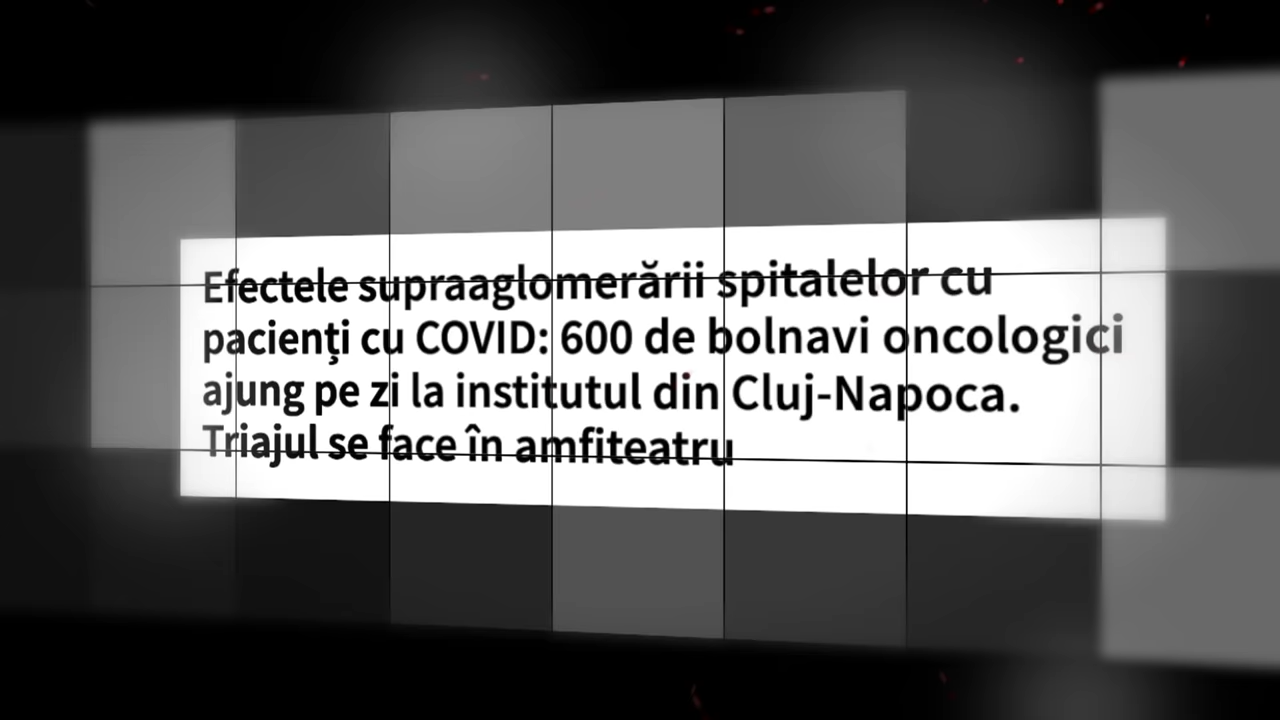 Efectele supraaglomerării spitalelor cu
pacienți cu COVID: 600 de bolnavi oncologici
ajung pe zi la institutul din Cluj-Napoca.
Triajul se face în amfiteatru